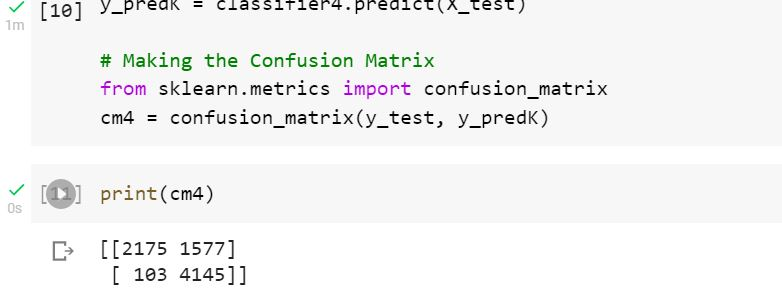 [10] y_predK = classifier4.predict(X_test)
1m
# Making the Confusion Matrix
from sklearn.metrics import confusion_matrix
cm4 = confusion_matrix(y_test, y_predK)
[11] print(cm4)
0s
[[2175 1577]
 [ 103 4145]]